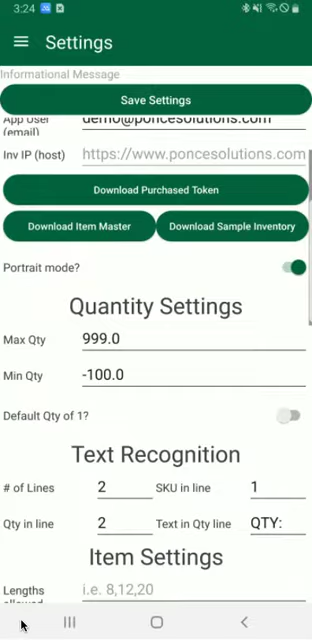 3:24
Settings
Informational Message
Save Settings
App User demo@poncesolutions.com
(email)
Inv IP (host) https://www.poncesolutions.com
Download Purchased Token
Download Item Master Download Sample Inventory
Portrait mode?
Quantity Settings
Max Qty 999.0
Min Qty -100.0
Default Qty of 1?
Text Recognition
# of Lines 2 SKU in line 1
Qty in line 2 Text in Qty line QTY:
Item Settings
Lengths i.e. 8,12,20
allowed